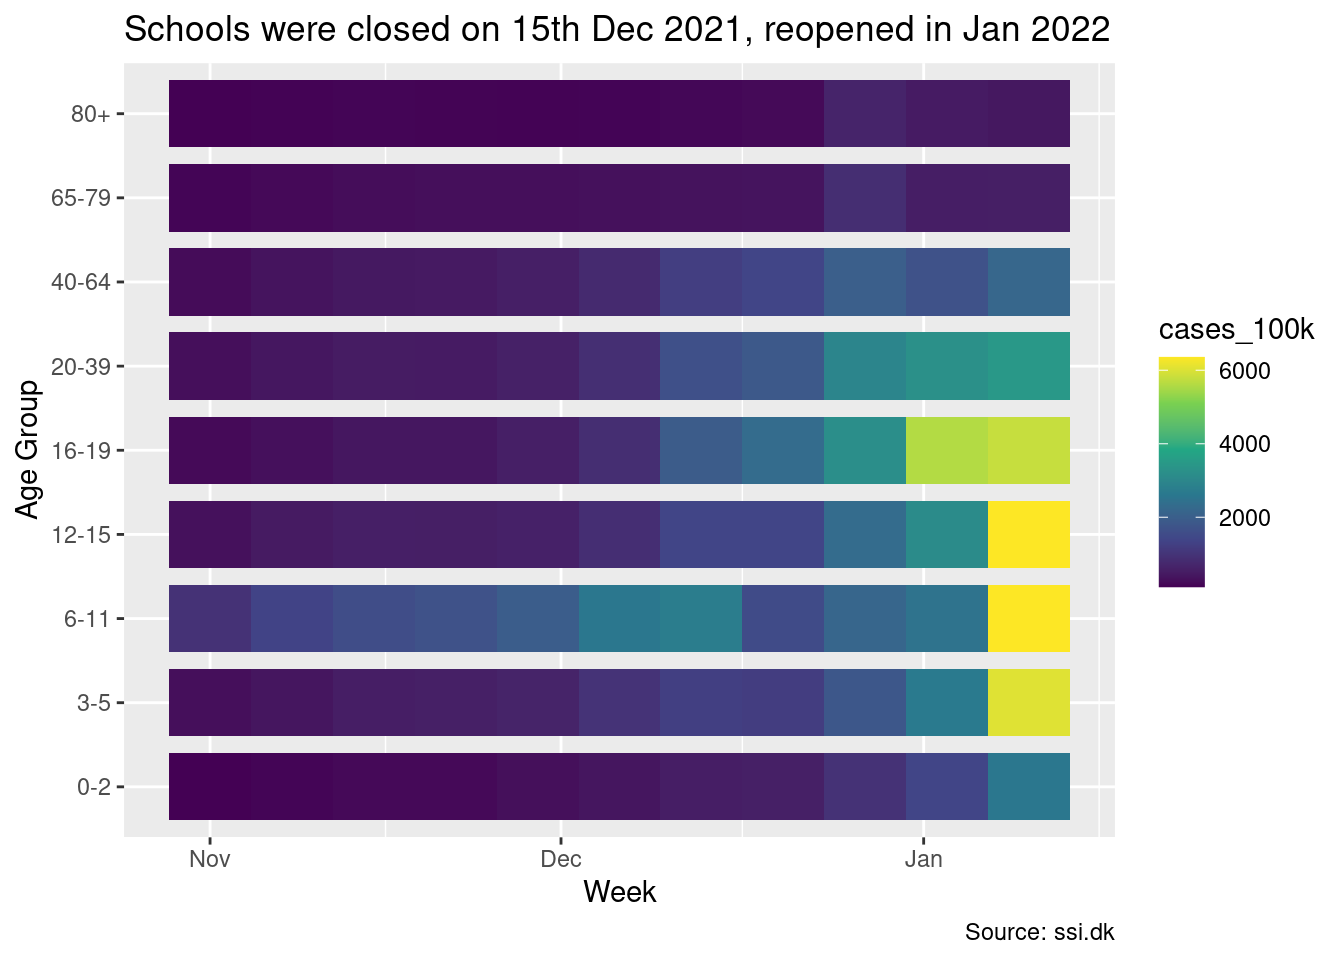 Schools were closed on 15th Dec 2021, reopened in Jan 2022
80+
65-79
40-64
20-39
16-19
12-15
6-11
3-5
0-2
Age Group
Nov
Dec
Jan
Week
cases_100k
6000
4000
2000
Source: ssi.dk